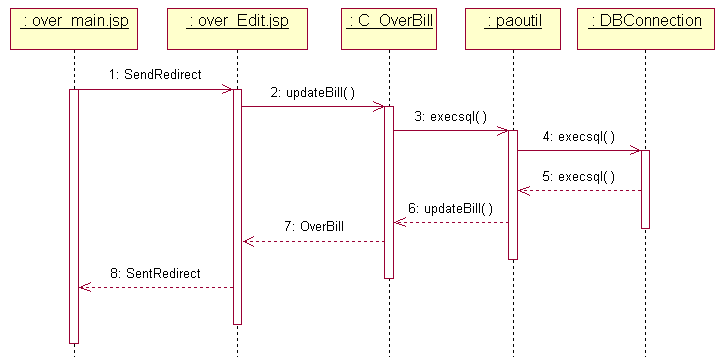 : over_main.jsp
: over_Edit.jsp
: C_OverBill
: paoutil
: DBConnection
1: SendRedirect
2: updateBill( )
3: execsql( )
4: execsql( )
5: execsql( )
6: updateBill( )
7: OverBill
8: SentRedirect